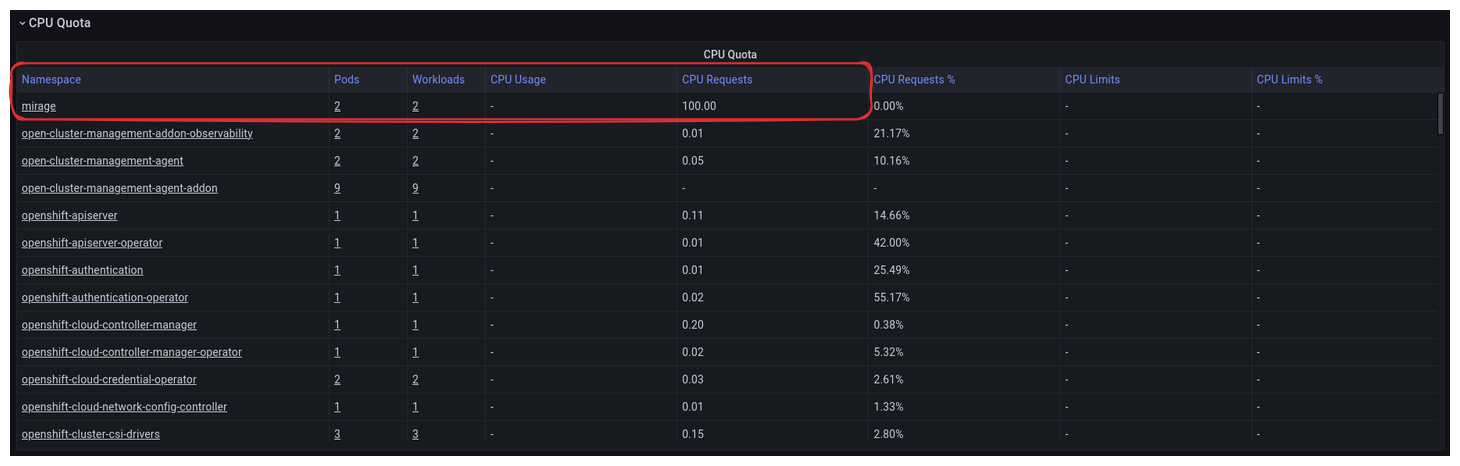 CPU Quota
CPU Quota
Namespace Pods Workloads CPU Usage CPU Requests CPU Requests % CPU Limits CPU Limits %
mirage 2 2 - 100.00 0.00% - -
open-cluster-management-addon-observability 2 2 - 0.01 21.17% - -
open-cluster-management-agent 2 2 - 0.05 10.16% - -
open-cluster-management-agent-addon 9 9 - - - - -
openshift-apiserver 1 1 - 0.11 14.66% - -
openshift-apiserver-operator 1 1 - 0.01 42.00% - -
openshift-authentication 1 1 - 0.01 25.49% - -
openshift-authentication-operator 1 1 - 0.02 55.17% - -
openshift-cloud-controller-manager 1 1 - 0.20 0.38% - -
openshift-cloud-controller-manager-operator 1 1 - 0.02 5.32% - -
openshift-cloud-credential-operator 2 2 - 0.03 2.61% - -
openshift-cloud-network-config-controller 1 1 - 0.01 1.33% - -
openshift-cluster-csi-drivers 3 3 - 0.15 2.80% - -